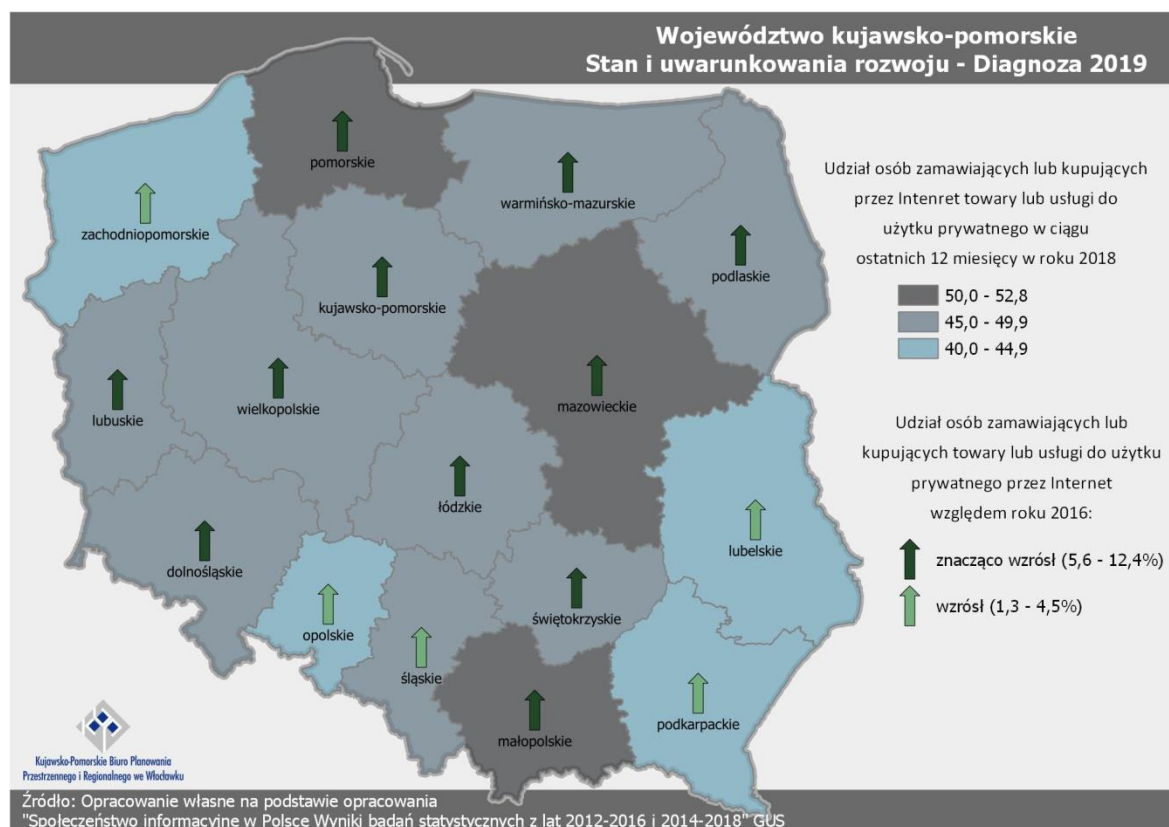 Województwo kujawsko-pomorskie
Stan i uwarunkowania rozwoju - Diagnoza 2019
pomorskie
warmińsko-mazurskie
zachodniopomorskie
podlaskie
kujawsko-pomorskie
mazowieckie
wielkopolskie
lubuskie
łódzkie
lubelskie
dolnośląskie
świętokrzyskie
opolskie
śląskie
podkarpackie
małopolskie
Udział osób zamawiających lub kupujących
przez Intenret towary lub usługi do
użytku prywatnego w ciągu
ostatnich 12 miesięcy w roku 2018
50,0 - 52,8
45,0 - 49,9
40,0 - 44,9
Udział osób zamawiających lub
kupujących towary lub usługi do użytku
prywatnego przez Internet
względem roku 2016:
znacząco wzrósł (5,6 - 12,4%)
wzrósł (1,3 - 4,5%)
Kujawsko-Pomorskie Biuro Planowania
Przestrzennego i Regionalnego we Włocławku
Źródło: Opracowanie własne na podstawie opracowania
"Społeczeństwo informacyjne w Polsce Wyniki badań statystycznych z lat 2012-2016 i 2014-2018" GUS